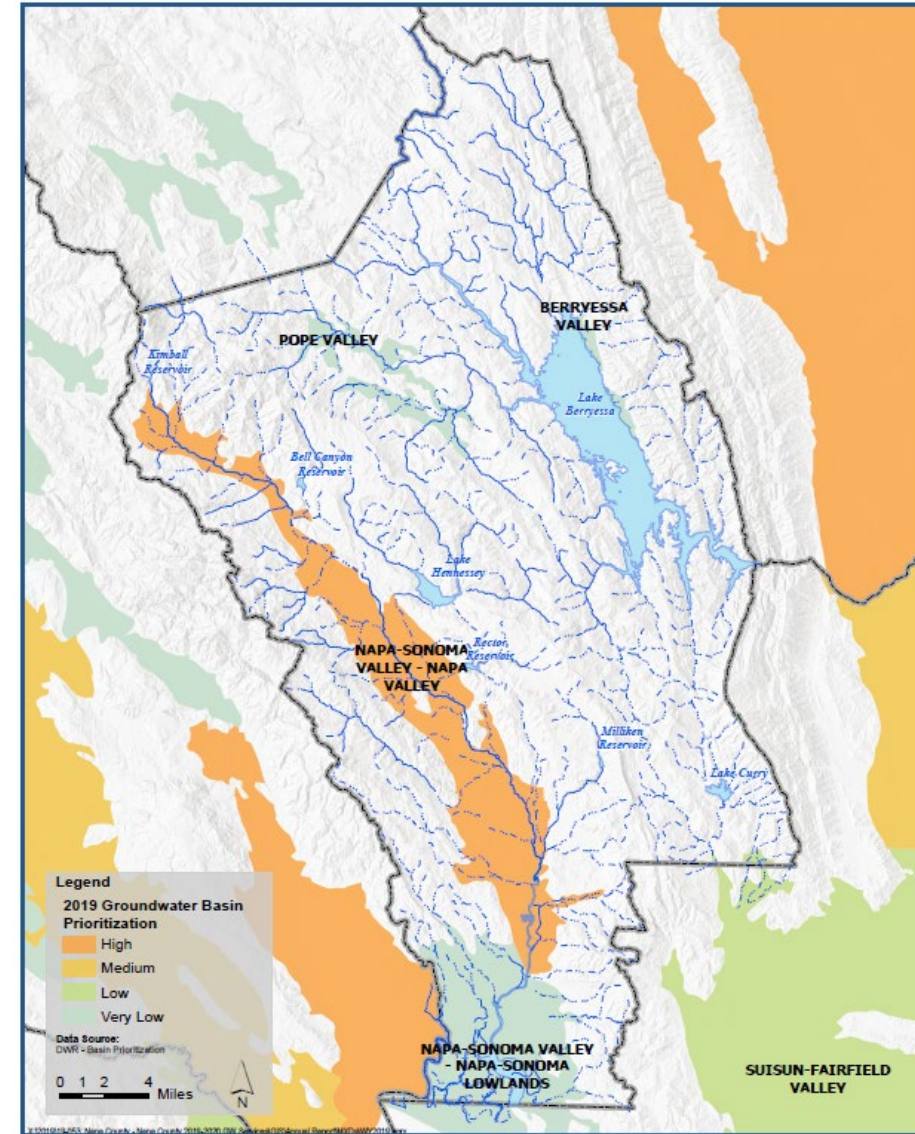 BERRYESSA
VALLEY
POPE VALLEY
Kimball
Reservoir
Lake
Berryessa
Bell Canyon
Reservoir
Lake
Hennessey
NAPA-SONOMA
VALLEY - NAPA
VALLEY
Rector
Reservoir
Milliken
Reservoir
Lake Curry
Legend
2019 Groundwater Basin
Prioritization
High
Medium
Low
Very Low
Data Source:
DWR - Basin Prioritization
0 1 2 4
Miles
N
NAPA-SONOMA VALLEY
- NAPA-SONOMA
LOWLANDS
SUISUN-FAIRFIELD
VALLEY